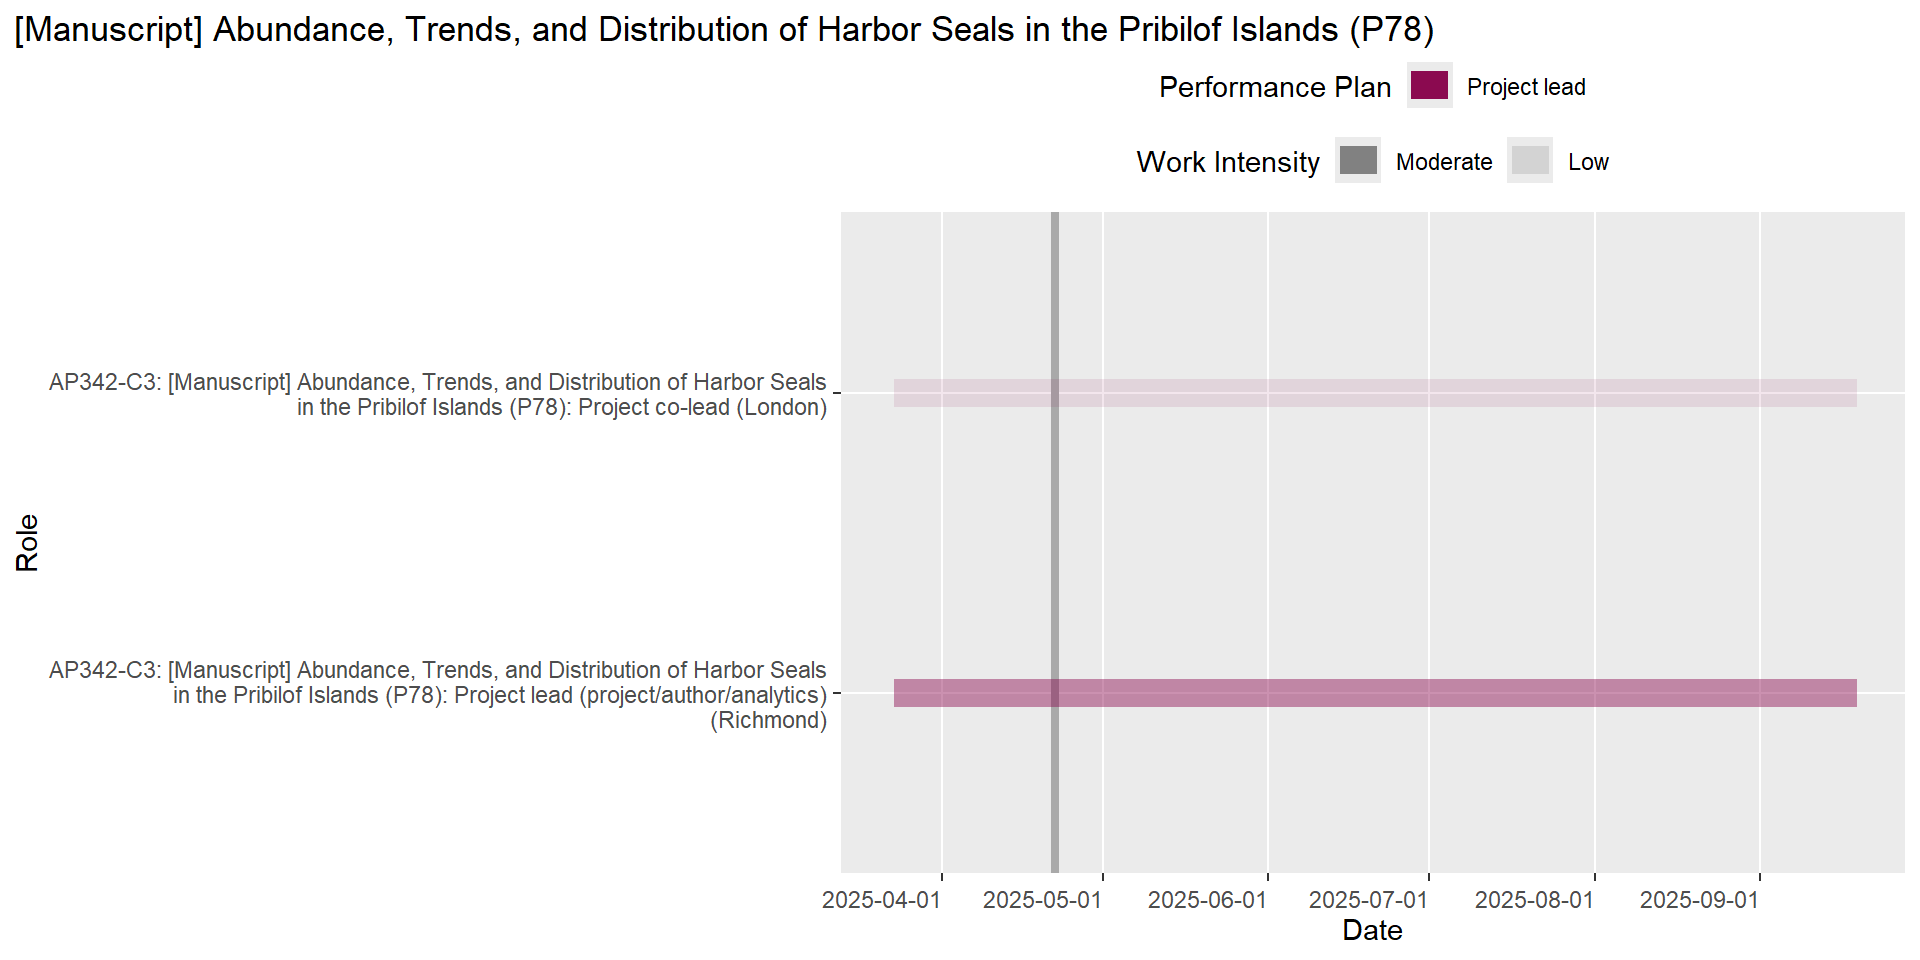 [Manuscript] Abundance, Trends, and Distribution of Harbor Seals in the Pribilof Islands (P78)
Performance Plan Project lead
Work Intensity Moderate Low
Role
AP342-C3: [Manuscript] Abundance, Trends, and Distribution of Harbor Seals
in the Pribilof Islands (P78): Project co-lead (London)
AP342-C3: [Manuscript] Abundance, Trends, and Distribution of Harbor Seals
in the Pribilof Islands (P78): Project lead (project/author/analytics)
(Richmond)
2025-04-01 2025-05-01 2025-06-01 2025-07-01 2025-08-01 2025-09-01
Date